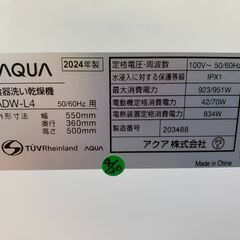 AQUA
2024年製
食器洗い乾燥機
ADW-L4 50/60Hz 用
外形寸法 幅 550mm
奥行 360mm
高さ 500mm
TÜVRheinland AQUA
定格電圧・周波数 100V~ 50/60Hz
水浸入に対する保護等級 IPX1
最大消費電力 923/951W
電動機定格消費電力 42/70W
電熱装置定格消費電力 834W
製造番号 203488
アクア 株式会社